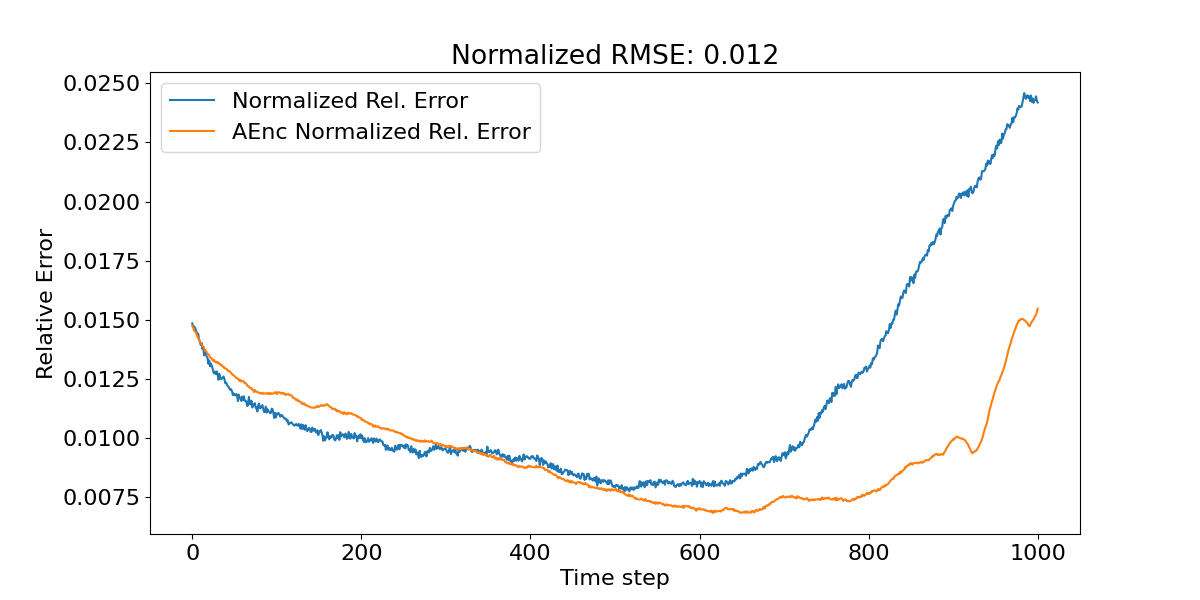 Normalized RMSE: 0.012
0.0250
0.0225
0.0200
0.0175
0.0150
0.0125
0.0100
0.0075
Relative Error
Normalized Rel. Error
AEnc Normalized Rel. Error
0 200 400 600 800 1000
Time step